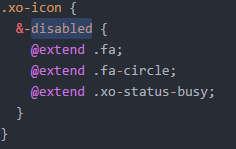 .xo-icon {
  &-disabled {
    @extend .fa;
    @extend .fa-circle;
    @extend .xo-status-busy;
  }
}